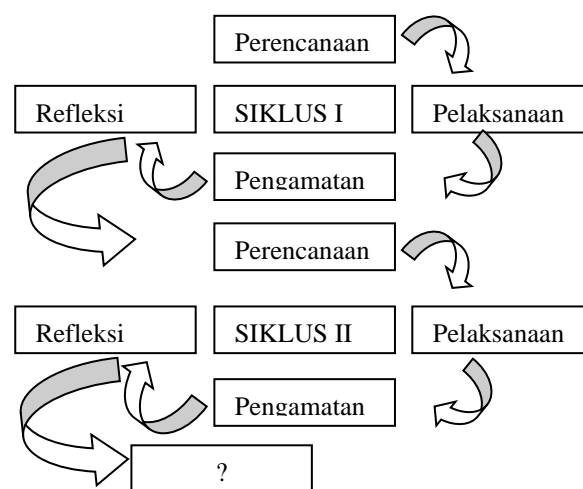 Perencanaan
Refleksi
SIKLUS I
Pelaksanaan
Pengamatan
Perencanaan
Refleksi
SIKLUS II
Pelaksanaan
Pengamatan
?